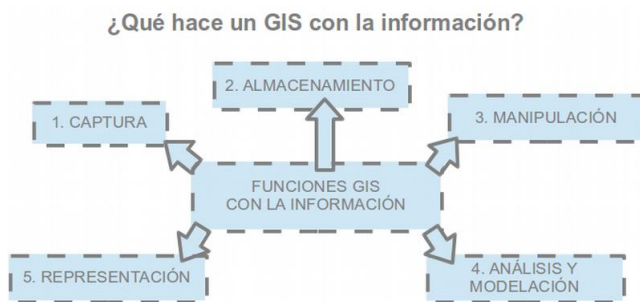 ¿Qué hace un GIS con la información?
2. ALMACENAMIENTO
1. CAPTURA
3. MANIPULACIÓN
FUNCIONES GIS
CON LA INFORMACIÓN
5. REPRESENTACIÓN
4. ANÁLISIS Y
MODELACIÓN